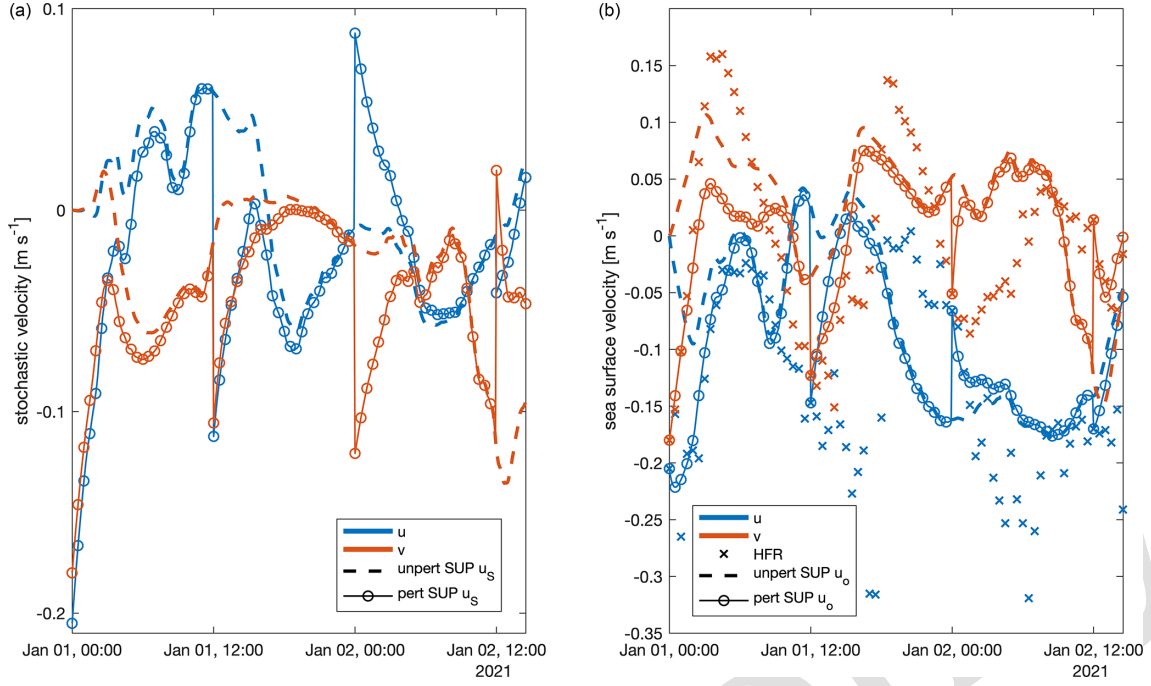 (a)
0.1
0
-0.1
-0.2
stochastic velocity [m s-1]
u
v
unpert SUP uS
pert SUP uS
Jan 01, 00:00
Jan 01, 12:00
Jan 02, 00:00
Jan 02, 12:00
2021
(b)
0.15
0.1
0.05
0
-0.05
-0.1
-0.15
-0.2
-0.25
-0.3
-0.35
sea surface velocity [m s-1]
u
v
HFR
unpert SUP uo
pert SUP uo
Jan 01, 00:00
Jan 01, 12:00
Jan 02, 00:00
Jan 02, 12:00
2021